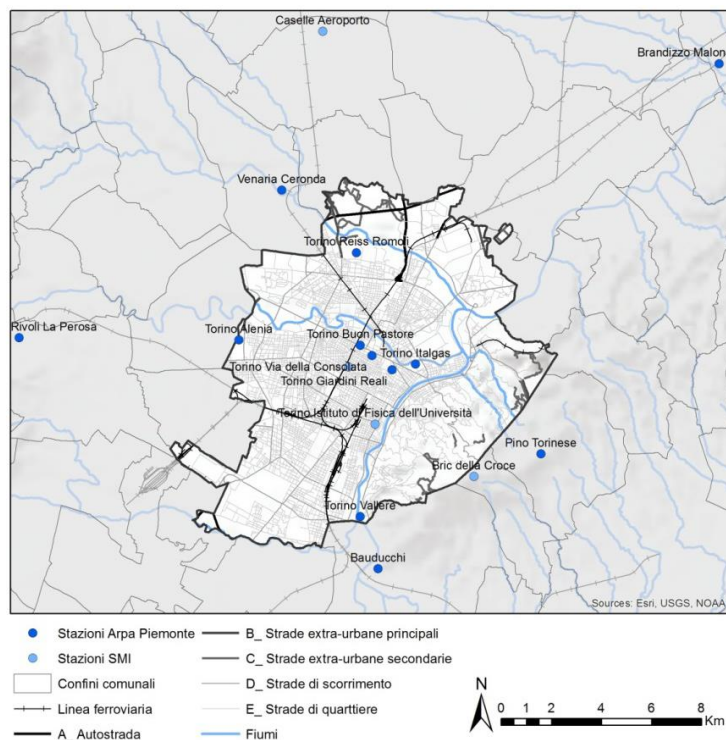 Caselle Aeroporto
Brandizzo Malone
Venaria Ceronda
Torino Reiss Romoli
Rivoli La Perosa
Torino Alenia
Torino Buon Pastore
Torino Italgas
Torino Via della Consolata
Torino Giardini Reali
Torino Istituto di Fisica dell'Università
Pino Torinese
Bric della Croce
Torino Vallere
Bauducchi
Sources: Esri, USGS, NOAA
Stazioni Arpa Piemonte
Stazioni SMI
Confini comunali
Linea ferroviaria
A_ Autostrada
B_ Strade extra-urbane principali
C_ Strade extra-urbane secondarie
D_ Strade di scorrimento
E_ Strade di quarttiere
Fiumi
N
0 1 2 4 6 8
Km